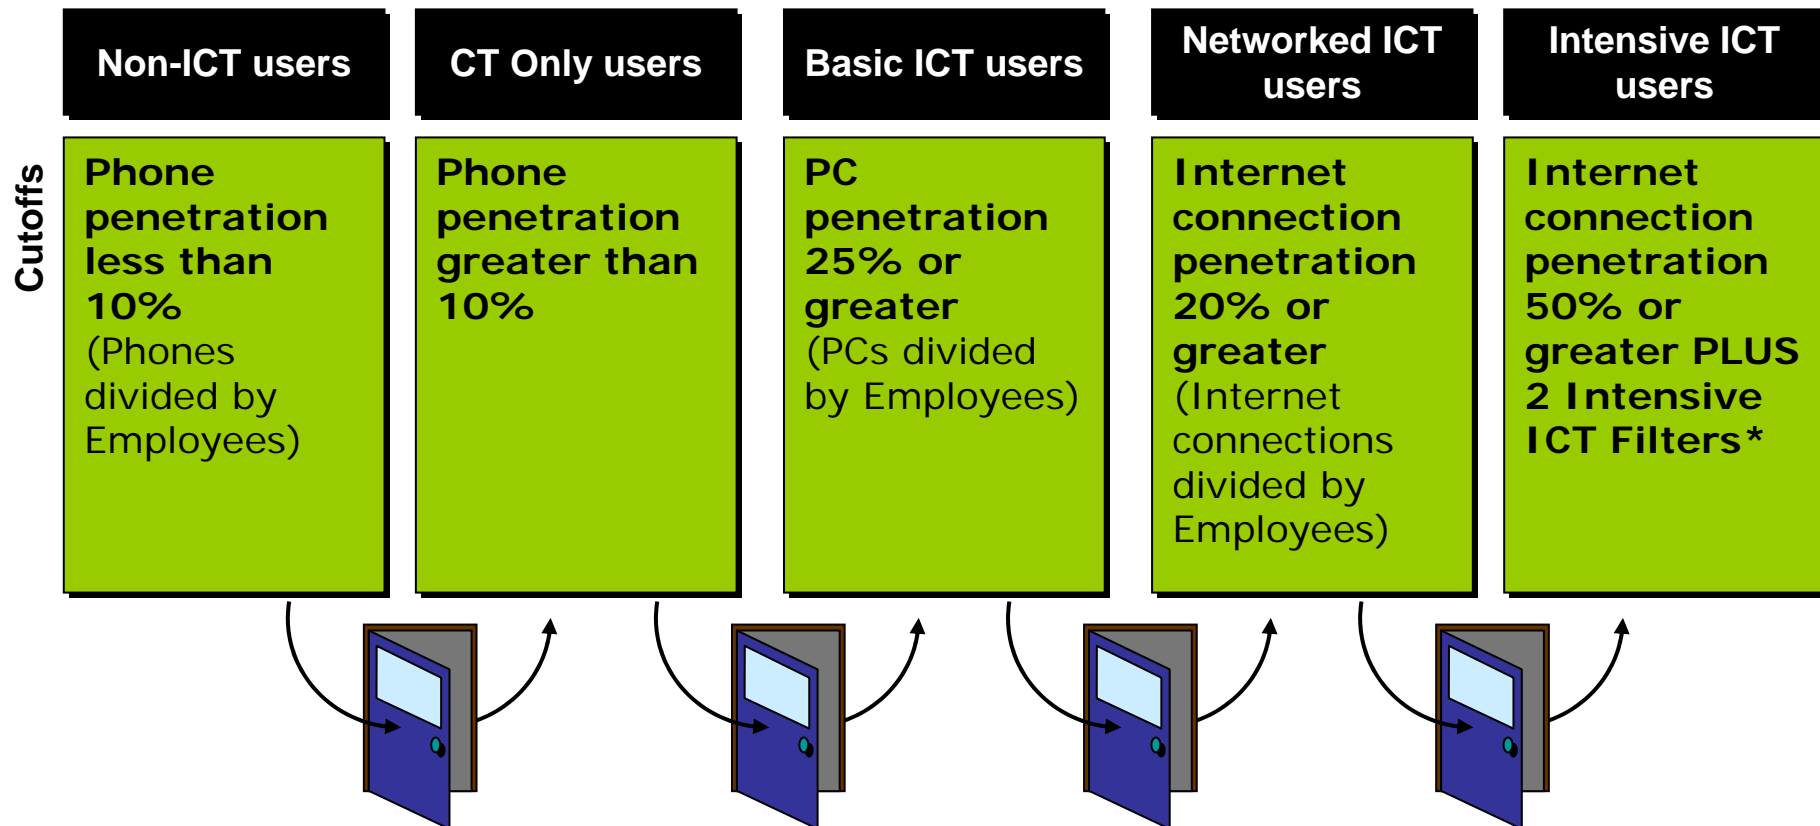 Non-ICT users
CT Only users
Basic ICT users
Networked ICT
users
Intensive ICT
users
Cutoffs
Phone
penetration
less than
10%
(Phones
divided by
Employees)
Phone
penetration
greater than
10%
PC
penetration
25% or
greater
(PCs divided
by Employees)
Internet
connection
penetration
20% or
greater
(Internet
connections
divided by
Employees)
Internet
connection
penetration
50% or
greater PLUS
2 Intensive
ICT Filters*